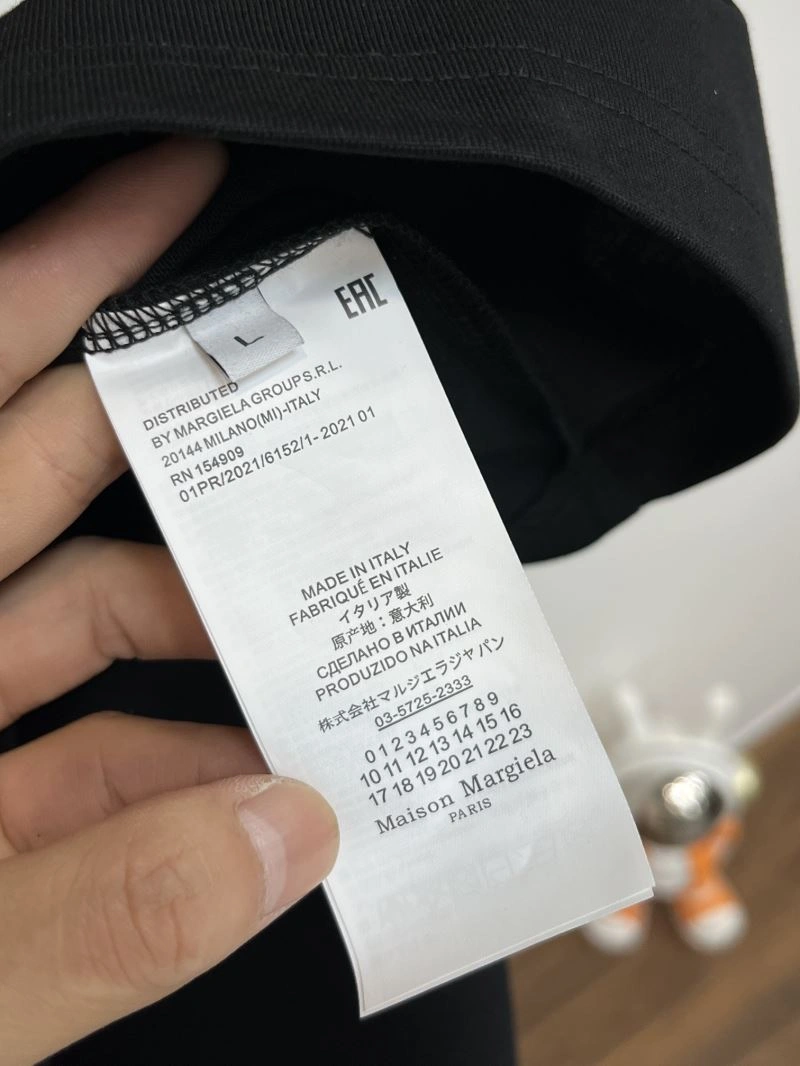 EAC
L
DISTRIBUTED
BY MARGIELA GROUP S.R.L.
20144 MILANO(MI)-ITALY
RN 154909
01PR/2021/6152/1- 2021 01
MADE IN ITALY
FABRIQUÉ EN ITALIE
イタリア製
原产地：意大利
СДЕЛАНО В ИТАЛИИ
PRODUZIDO NA ITALIA
株式会社マルジエラジャパン
03-5725-2333
0 1 2 3 4 5 6 7 8 9
10 11 12 13 14 15 16
17 18 19 20 21 22 23
Maison Margiela
PARIS